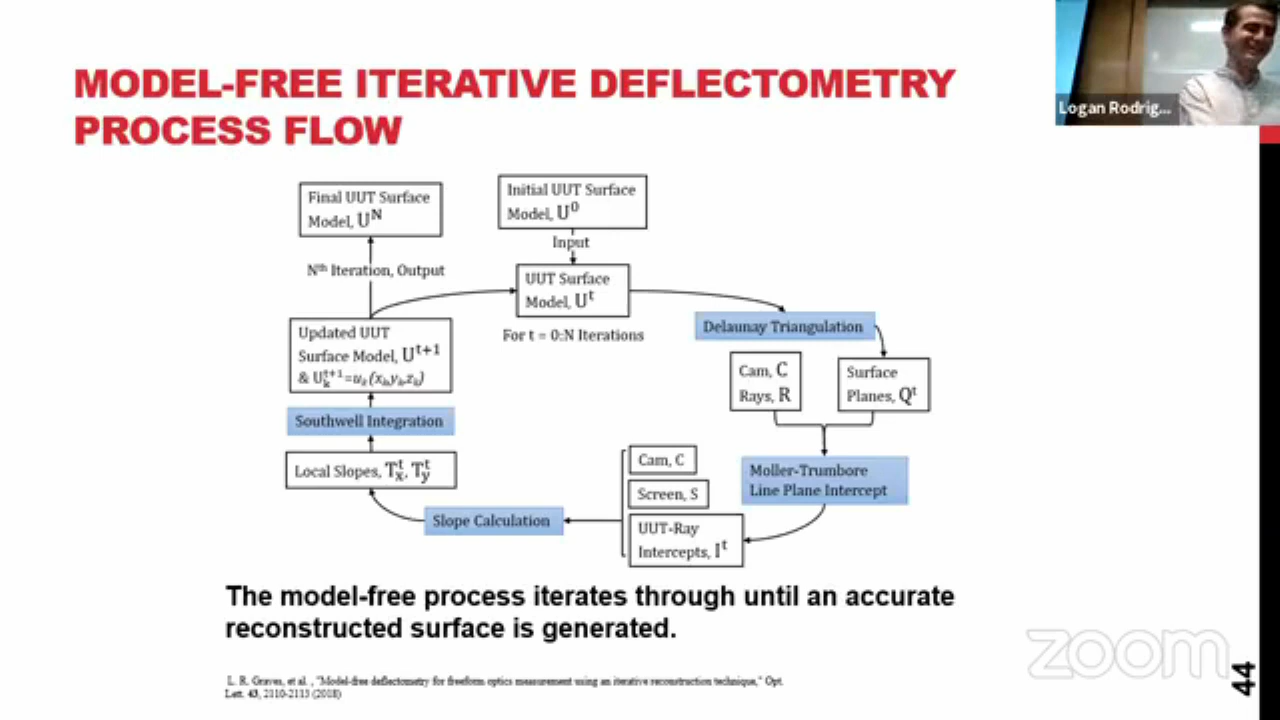 MODEL-FREE ITERATIVE DEFLECTOMETRY
PROCESS FLOW
Logan Rodrig...
Final UUT Surface
Model, U^N
Initial UUT Surface
Model, U^0
Input
N^th Iteration, Output
UUT Surface
Model, U^t
For t = 0:N Iterations
Delaunay Triangulation
Updated UUT
Surface Model, U^t+1
& U_k^t+1=u_k(x_k,y_k,z_k)
Cam, C
Rays, R
Surface
Planes, Q^t
Southwell Integration
Local Slopes, T_x^t, T_y^t
Cam, C
Screen, S
UUT-Ray
Intercepts, I^t
Moller-Trumbore
Line Plane Intercept
Slope Calculation
The model-free process iterates through until an accurate
reconstructed surface is generated.
L. R. Graves, et al. , "Model-free deflectometry for freeform optics measurement using an iterative reconstruction technique," Opt.
Lett. 43, 2110-2113 (2018)
zoom
44